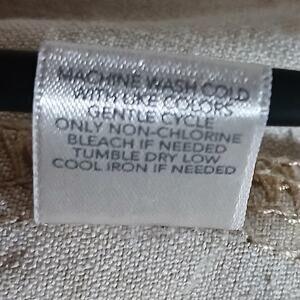 MACHINE WASH COLD
WITH LIKE COLORS
GENTLE CYCLE
ONLY NON-CHLORINE
BLEACH IF NEEDED
TUMBLE DRY LOW
COOL IRON IF NEEDED